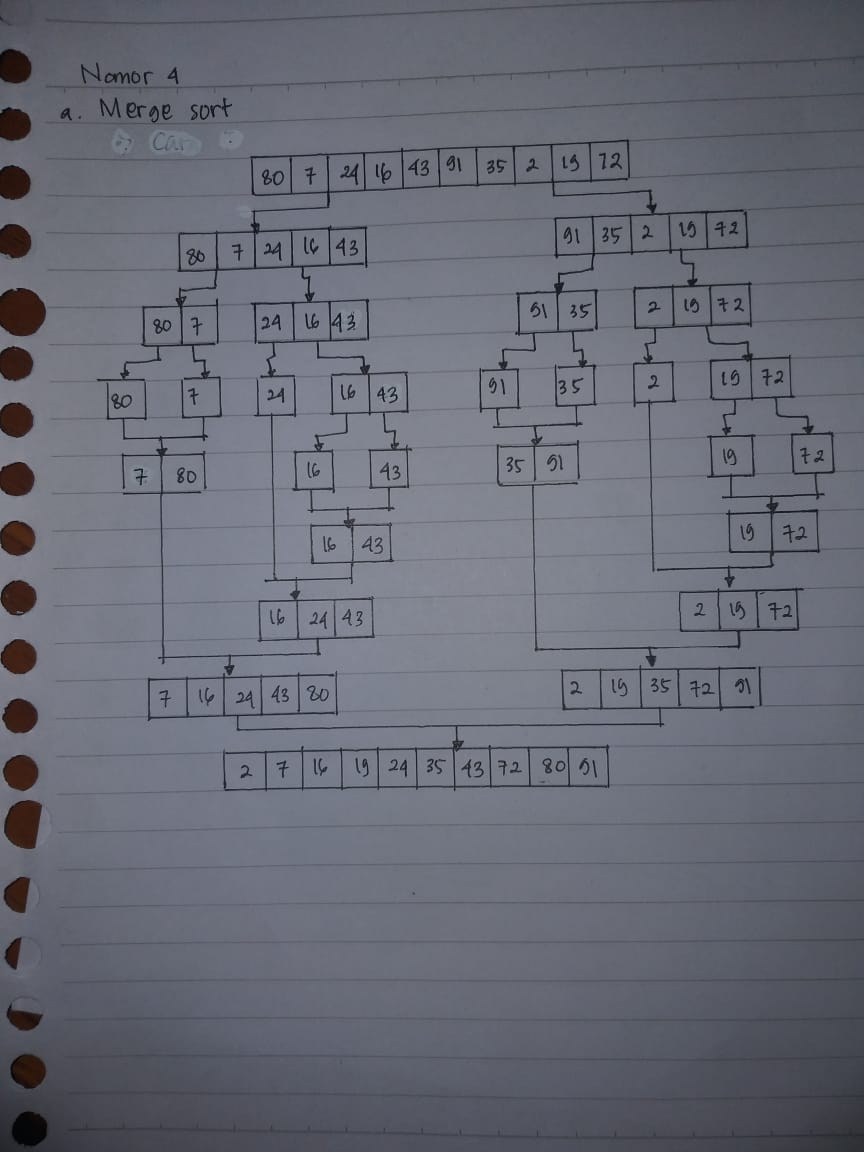 Nomor 4
a. Merge sort
Car :
80 7 24 16 43 91 35 2 19 72
80 7 24 16 43 91 35 2 19 72
80 7 24 16 43 91 35 2 19 72
80 7 24 16 43 91 35 2 19 72
7 80 16 43 35 91 19 72
16 43 19 72
16 24 43 2 19 72
7 16 24 43 80 2 19 35 72 91
2 7 16 19 24 35 43 72 80 91